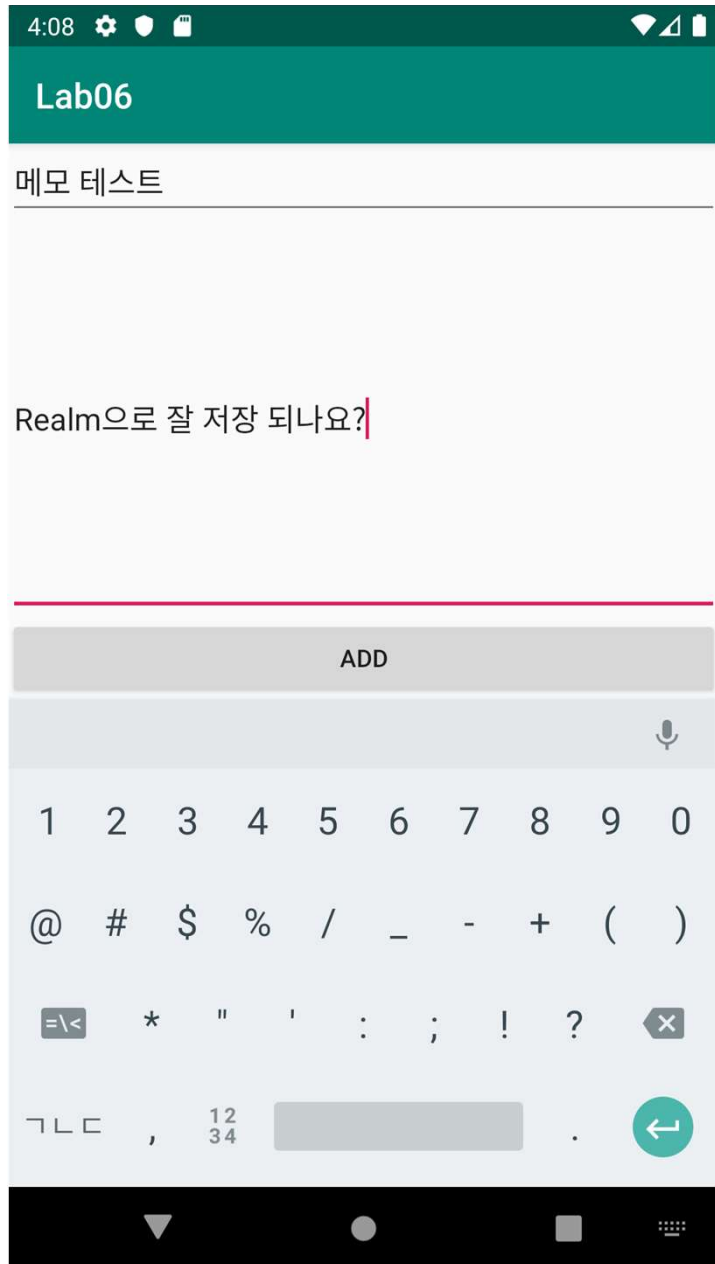 4:08
Lab06
메모 테스트
Realm으로 잘 저장 되나요?
ADD
1 2 3 4 5 6 7 8 9 0
@ # $ % / _ - + ( )
=\< * " ' : ; ! ?
ㄱㄴㄷ , 12 34 .